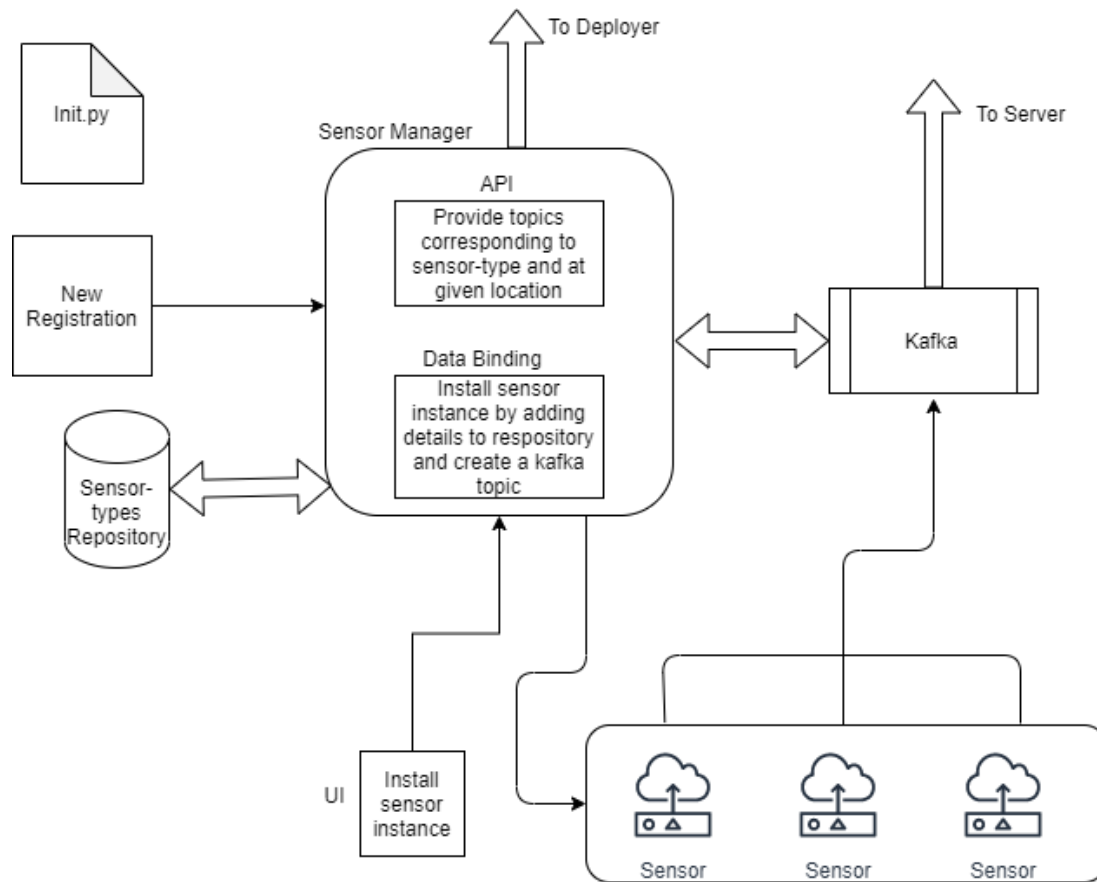 To Deployer
Init.py
To Server
Sensor Manager
API
Provide topics
corresponding to
sensor-type and at
given location
New
Registration
Kafka
Data Binding
Install sensor
instance by adding
details to respository
and create a kafka
topic
Sensor-
types
Repository
UI
Install
sensor
instance
Sensor
Sensor
Sensor